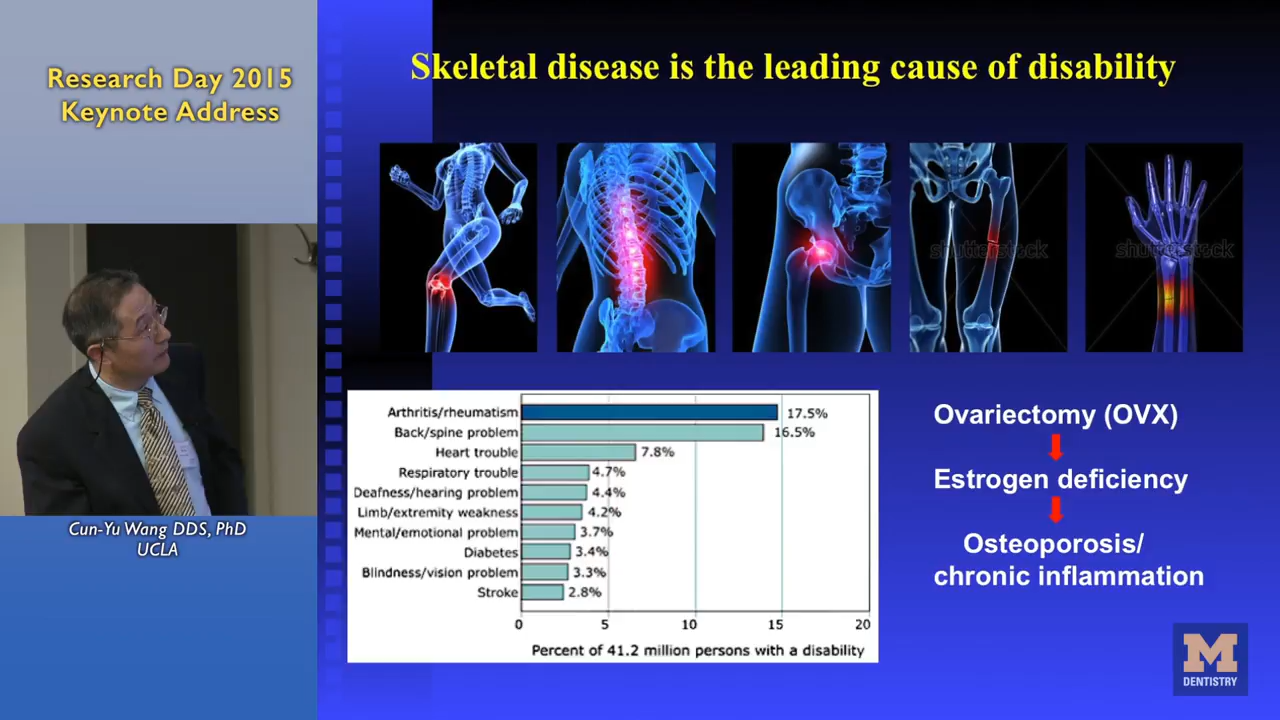 Research Day 2015
Keynote Address
Cun-Yu Wang DDS, PhD
UCLA
Skeletal disease is the leading cause of disability
shutterstock
shutterstock
Arthritis/rheumatism 17.5%
Back/spine problem 16.5%
Heart trouble 7.8%
Respiratory trouble 4.7%
Deafness/hearing problem 4.4%
Limb/extremity weakness 4.2%
Mental/emotional problem 3.7%
Diabetes 3.4%
Blindness/vision problem 3.3%
Stroke 2.8%
0 5 10 15 20
Percent of 41.2 million persons with a disability
Ovariectomy (OVX)
Estrogen deficiency
Osteoporosis/
chronic inflammation
M
DENTISTRY